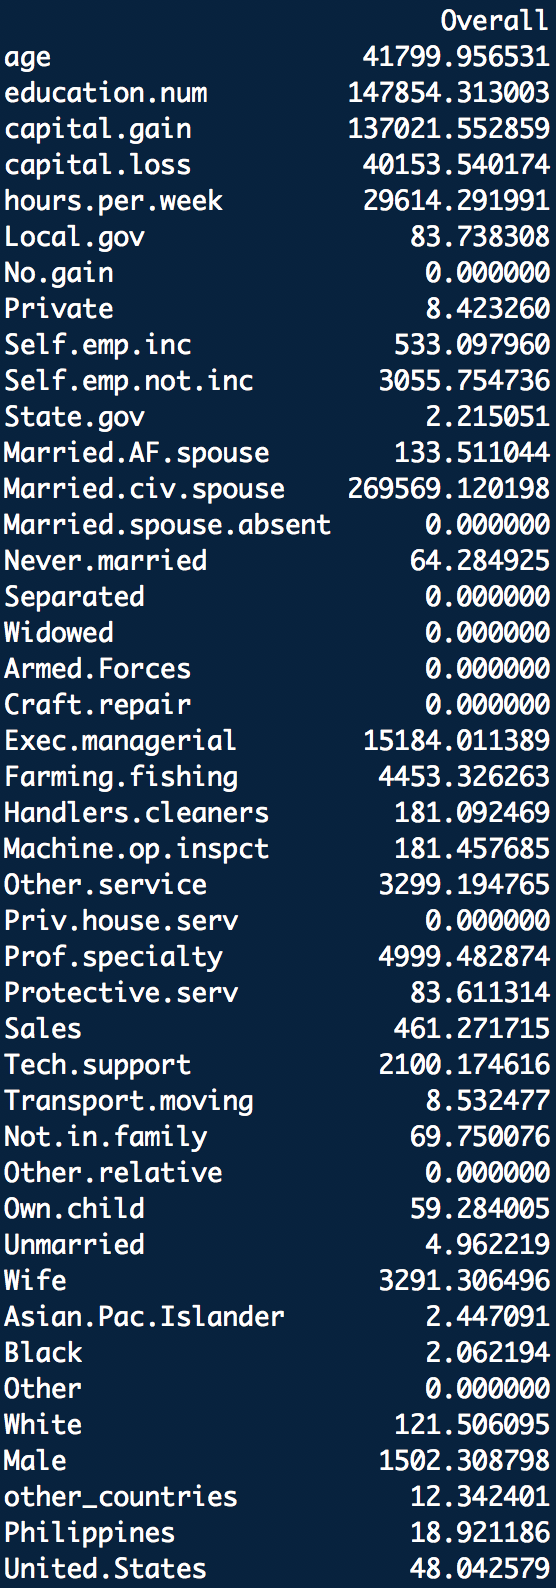 Overall
age 41799.956531
education.num 147854.313003
capital.gain 137021.552859
capital.loss 40153.540174
hours.per.week 29614.291991
Local.gov 83.738308
No.gain 0.000000
Private 8.423260
Self.emp.inc 533.097960
Self.emp.not.inc 3055.754736
State.gov 2.215051
Married.AF.spouse 133.511044
Married.civ.spouse 269569.120198
Married.spouse.absent 0.000000
Never.married 64.284925
Separated 0.000000
Widowed 0.000000
Armed.Forces 0.000000
Craft.repair 0.000000
Exec.managerial 15184.011389
Farming.fishing 4453.326263
Handlers.cleaners 181.092469
Machine.op.inspct 181.457685
Other.service 3299.194765
Priv.house.serv 0.000000
Prof.specialty 4999.482874
Protective.serv 83.611314
Sales 461.271715
Tech.support 2100.174616
Transport.moving 8.532477
Not.in.family 69.750076
Other.relative 0.000000
Own.child 59.284005
Unmarried 4.962219
Wife 3291.306496
Asian.Pac.Islander 2.447091
Black 2.062194
Other 0.000000
White 121.506095
Male 1502.308798
other_countries 12.342401
Philippines 18.921186
United.States 48.042579